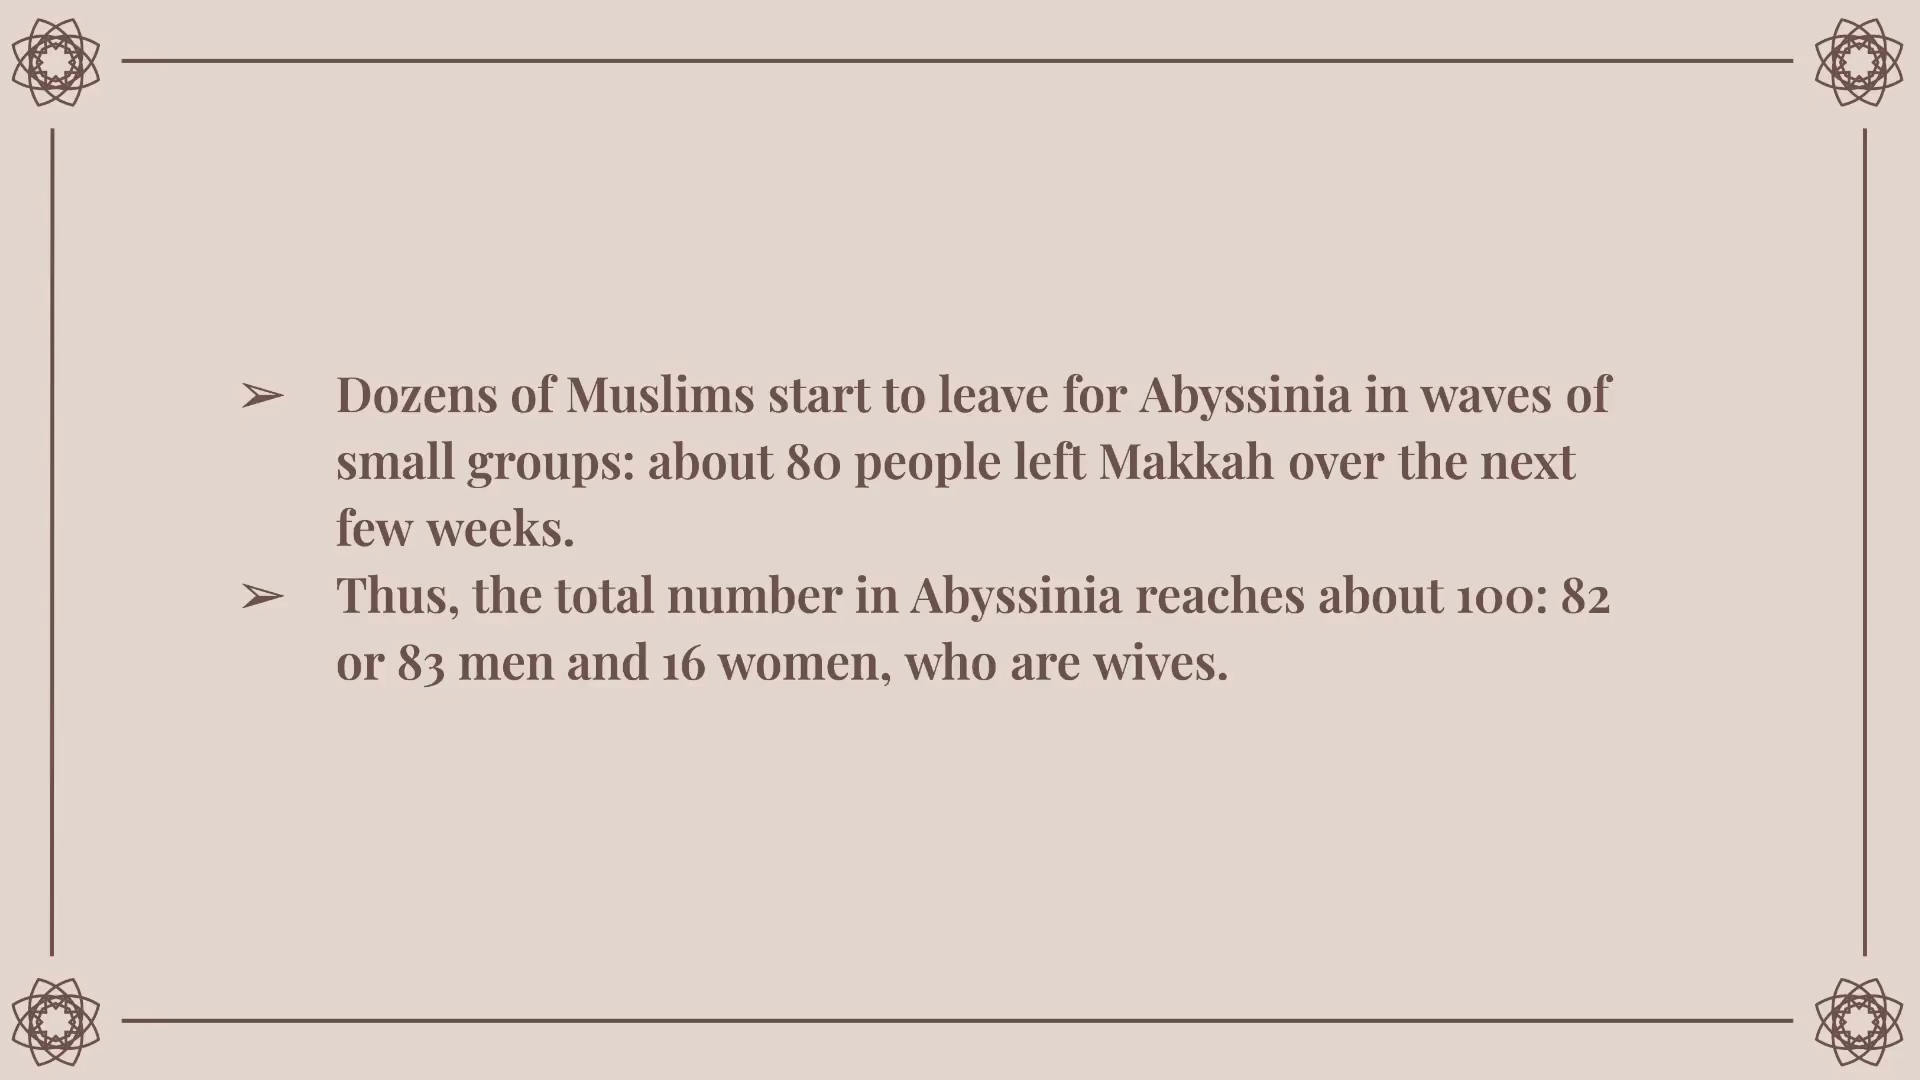 ➢ Dozens of Muslims start to leave for Abyssinia in waves of
small groups: about 80 people left Makkah over the next
few weeks.
➢ Thus, the total number in Abyssinia reaches about 100: 82
or 83 men and 16 women, who are wives.